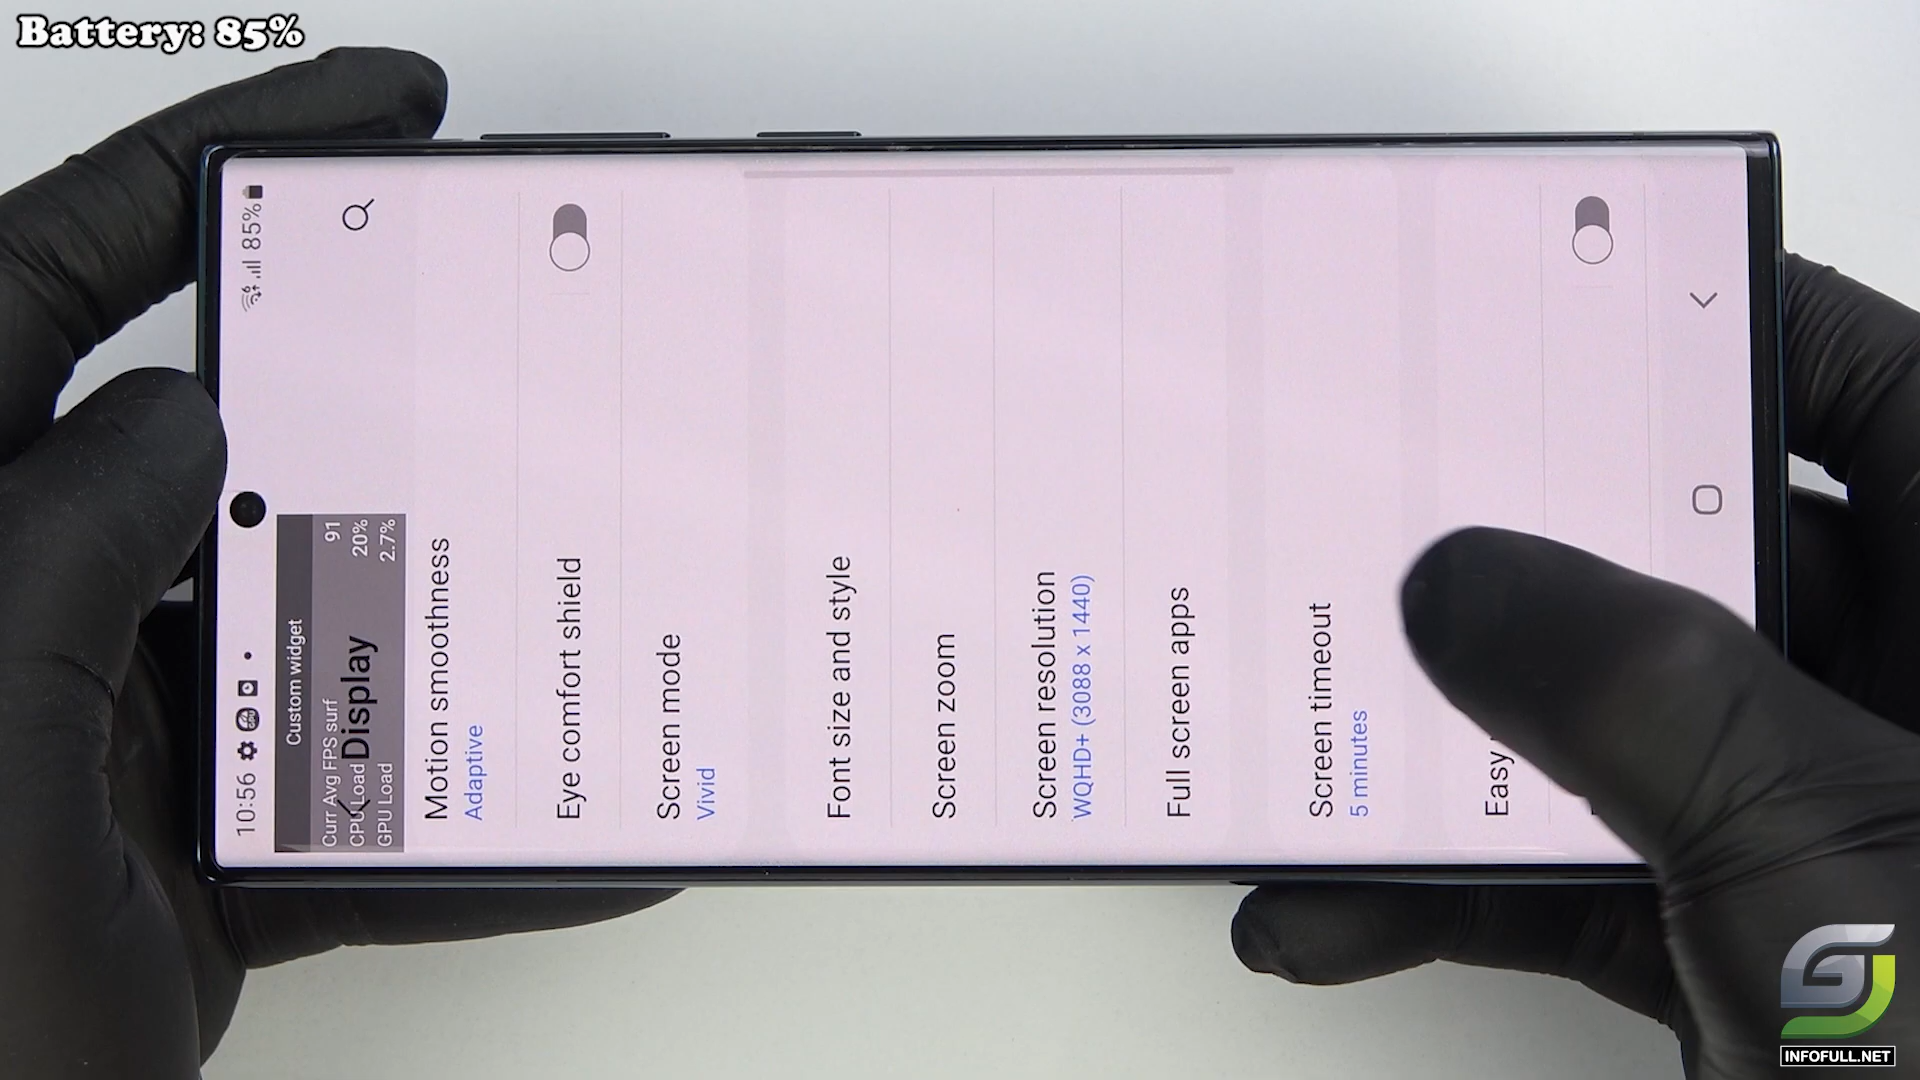 Battery: 85%
10:56
85%
Custom widget
Curr Avg FPS surf 91
CPU Load 20%
GPU Load 2.7%
Display
Motion smoothness
Adaptive
Eye comfort shield
Screen mode
Vivid
Font size and style
Screen zoom
Screen resolution
WQHD+ (3088 x 1440)
Full screen apps
Screen timeout
5 minutes
Easy
INFOFULL.NET